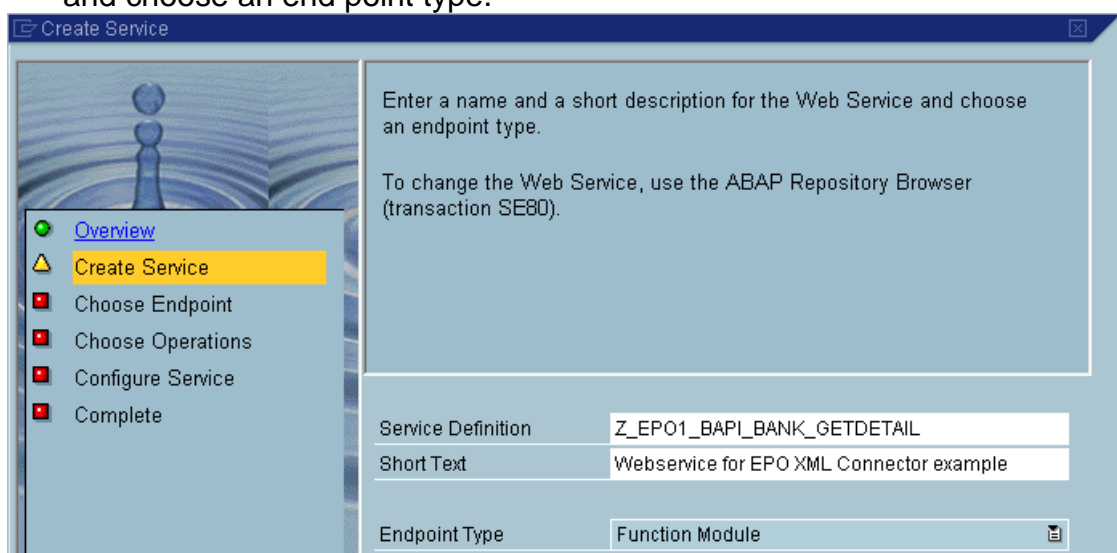 and choose an end point type.
Create Service
Enter a name and a short description for the Web Service and choose
an endpoint type.
To change the Web Service, use the ABAP Repository Browser
(transaction SE80).
Overview
Create Service
Choose Endpoint
Choose Operations
Configure Service
Complete
Service Definition Z_EPO1_BAPI_BANK_GETDETAIL
Short Text Webservice for EPO XML Connector example
Endpoint Type Function Module